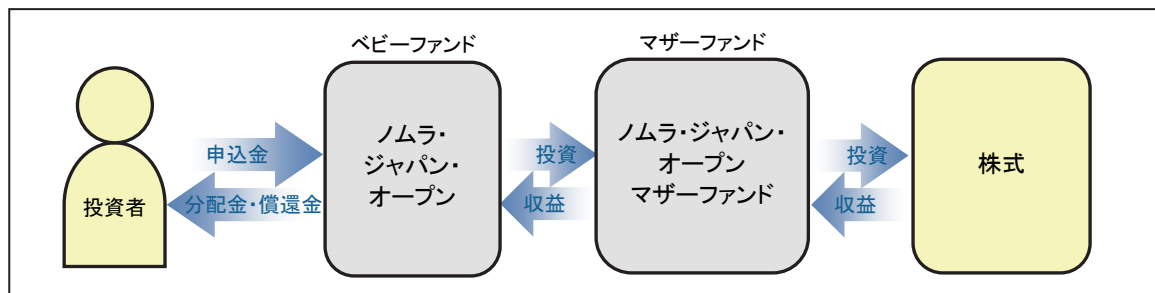 ベビーファンド
マザーファンド
投資者
申込金
分配金・償還金
ノムラ・
ジャパン・
オープン
投資
収益
ノムラ・ジャパン・
オープン
マザーファンド
投資
収益
株式